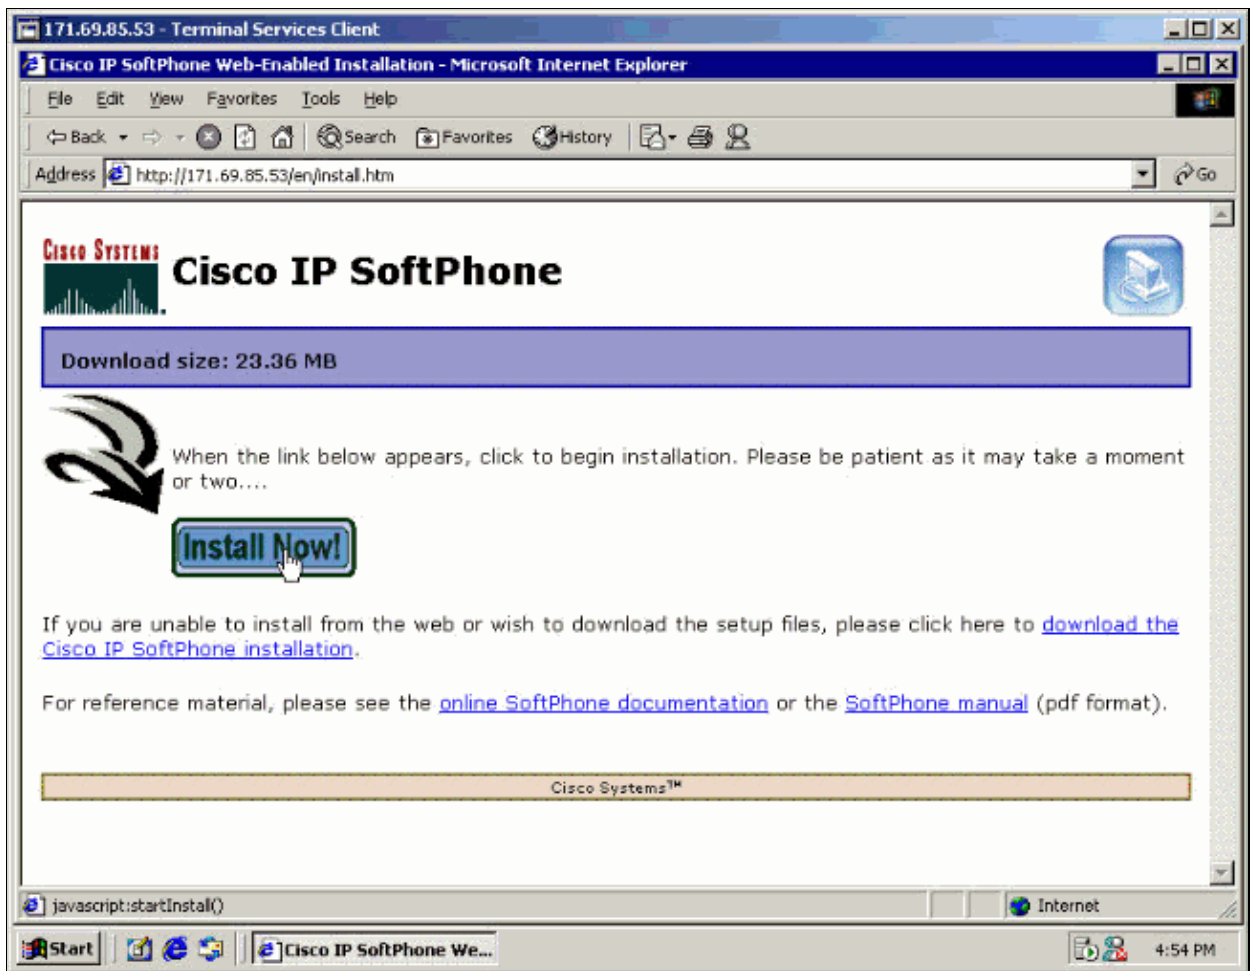 171.69.85.53 - Terminal Services Client
Cisco IP SoftPhone Web-Enabled Installation - Microsoft Internet Explorer
File Edit View Favorites Tools Help
Back Search Favorites History
Address http://171.69.85.53/en/install.htm Go
CISCO SYSTEMS
Cisco IP SoftPhone
Download size: 23.36 MB
When the link below appears, click to begin installation. Please be patient as it may take a moment
or two....
Install Now!
If you are unable to install from the web or wish to download the setup files, please click here to download the
Cisco IP SoftPhone installation.
For reference material, please see the online SoftPhone documentation or the SoftPhone manual (pdf format).
Cisco Systems™
javascript:startInstall() Internet
Start Cisco IP SoftPhone We... 4:54 PM